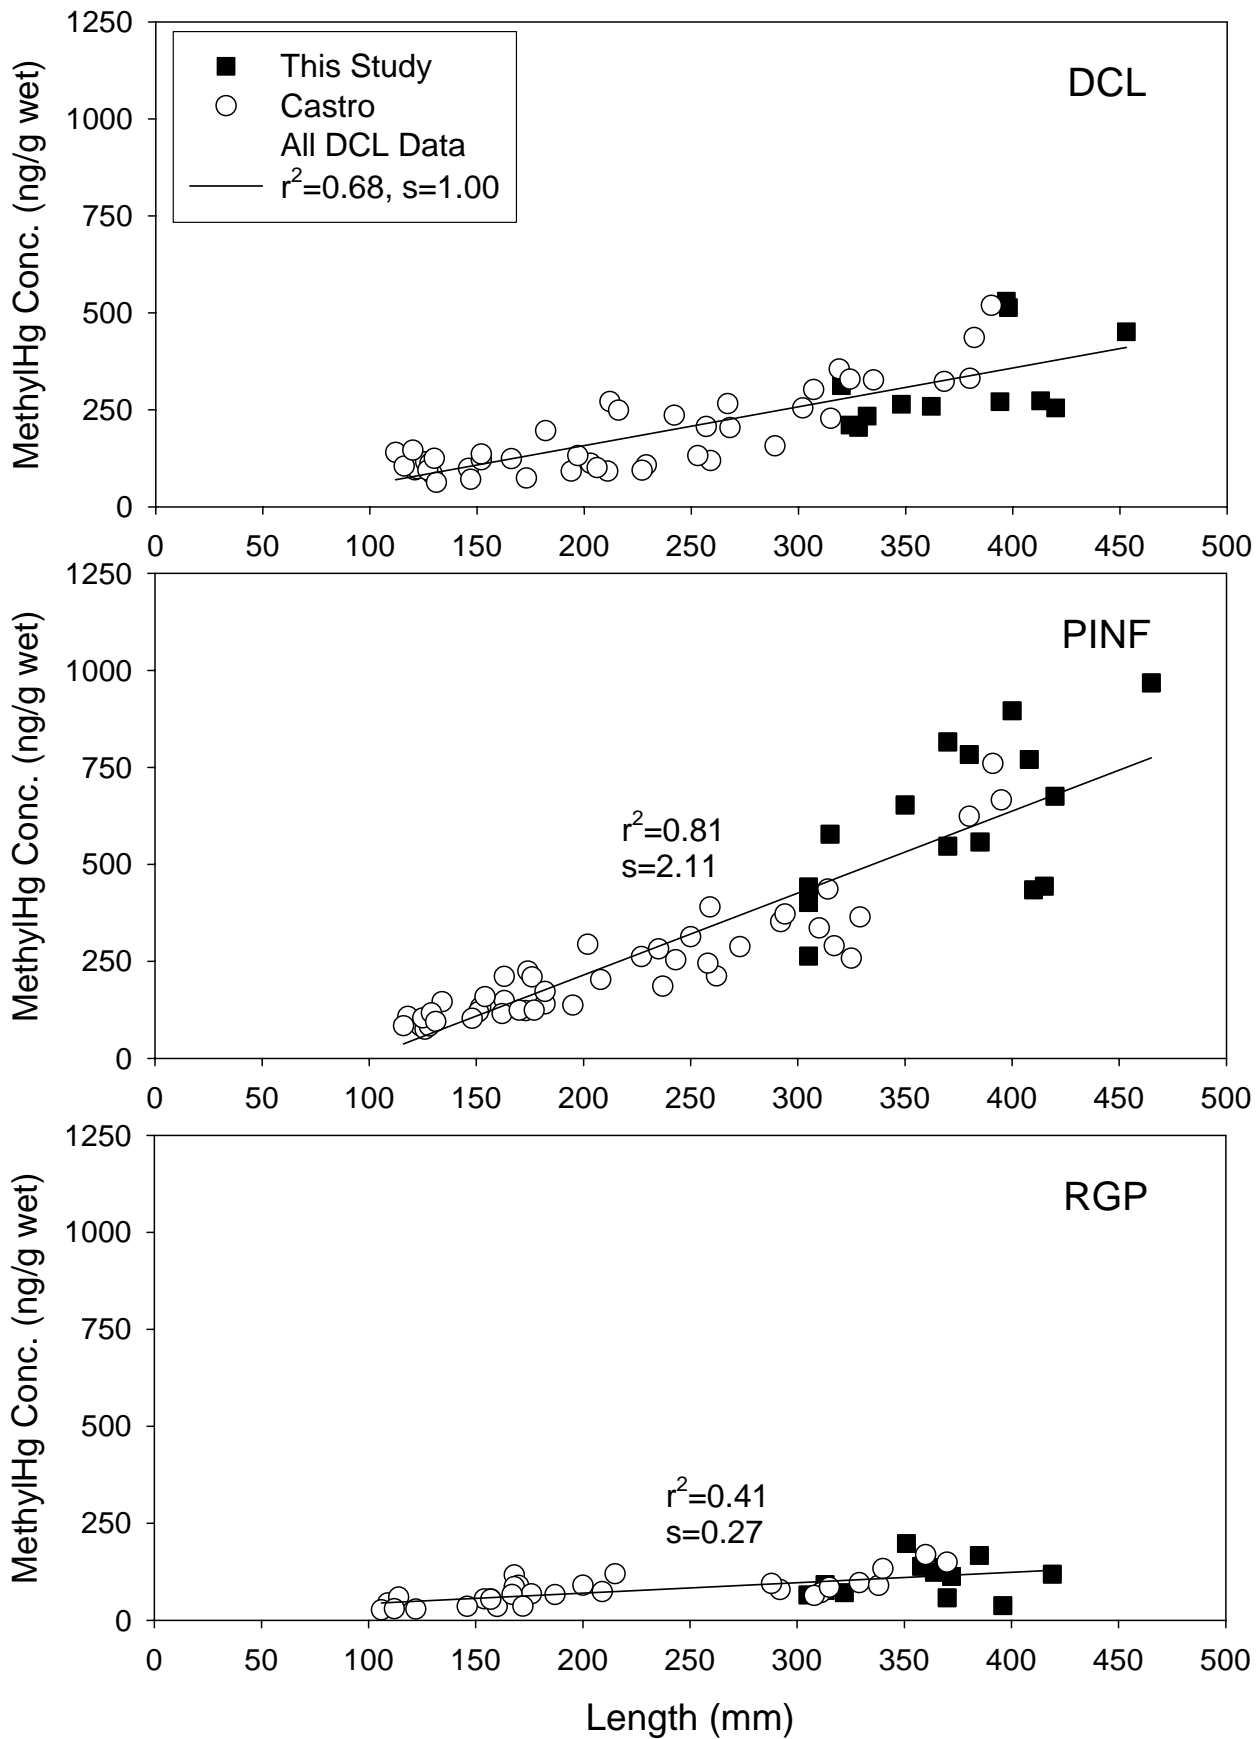 1250
1000
750
500
250
0
MethylHg Conc. (ng/g wet)
This Study
Castro
All DCL Data
r²=0.68, s=1.00
DCL
0 50 100 150 200 250 300 350 400 450 500
1250
1000
750
500
250
0
MethylHg Conc. (ng/g wet)
PINF
r²=0.81
s=2.11
0 50 100 150 200 250 300 350 400 450 500
1250
1000
750
500
250
0
MethylHg Conc. (ng/g wet)
RGP
r²=0.41
s=0.27
0 50 100 150 200 250 300 350 400 450 500
Length (mm)